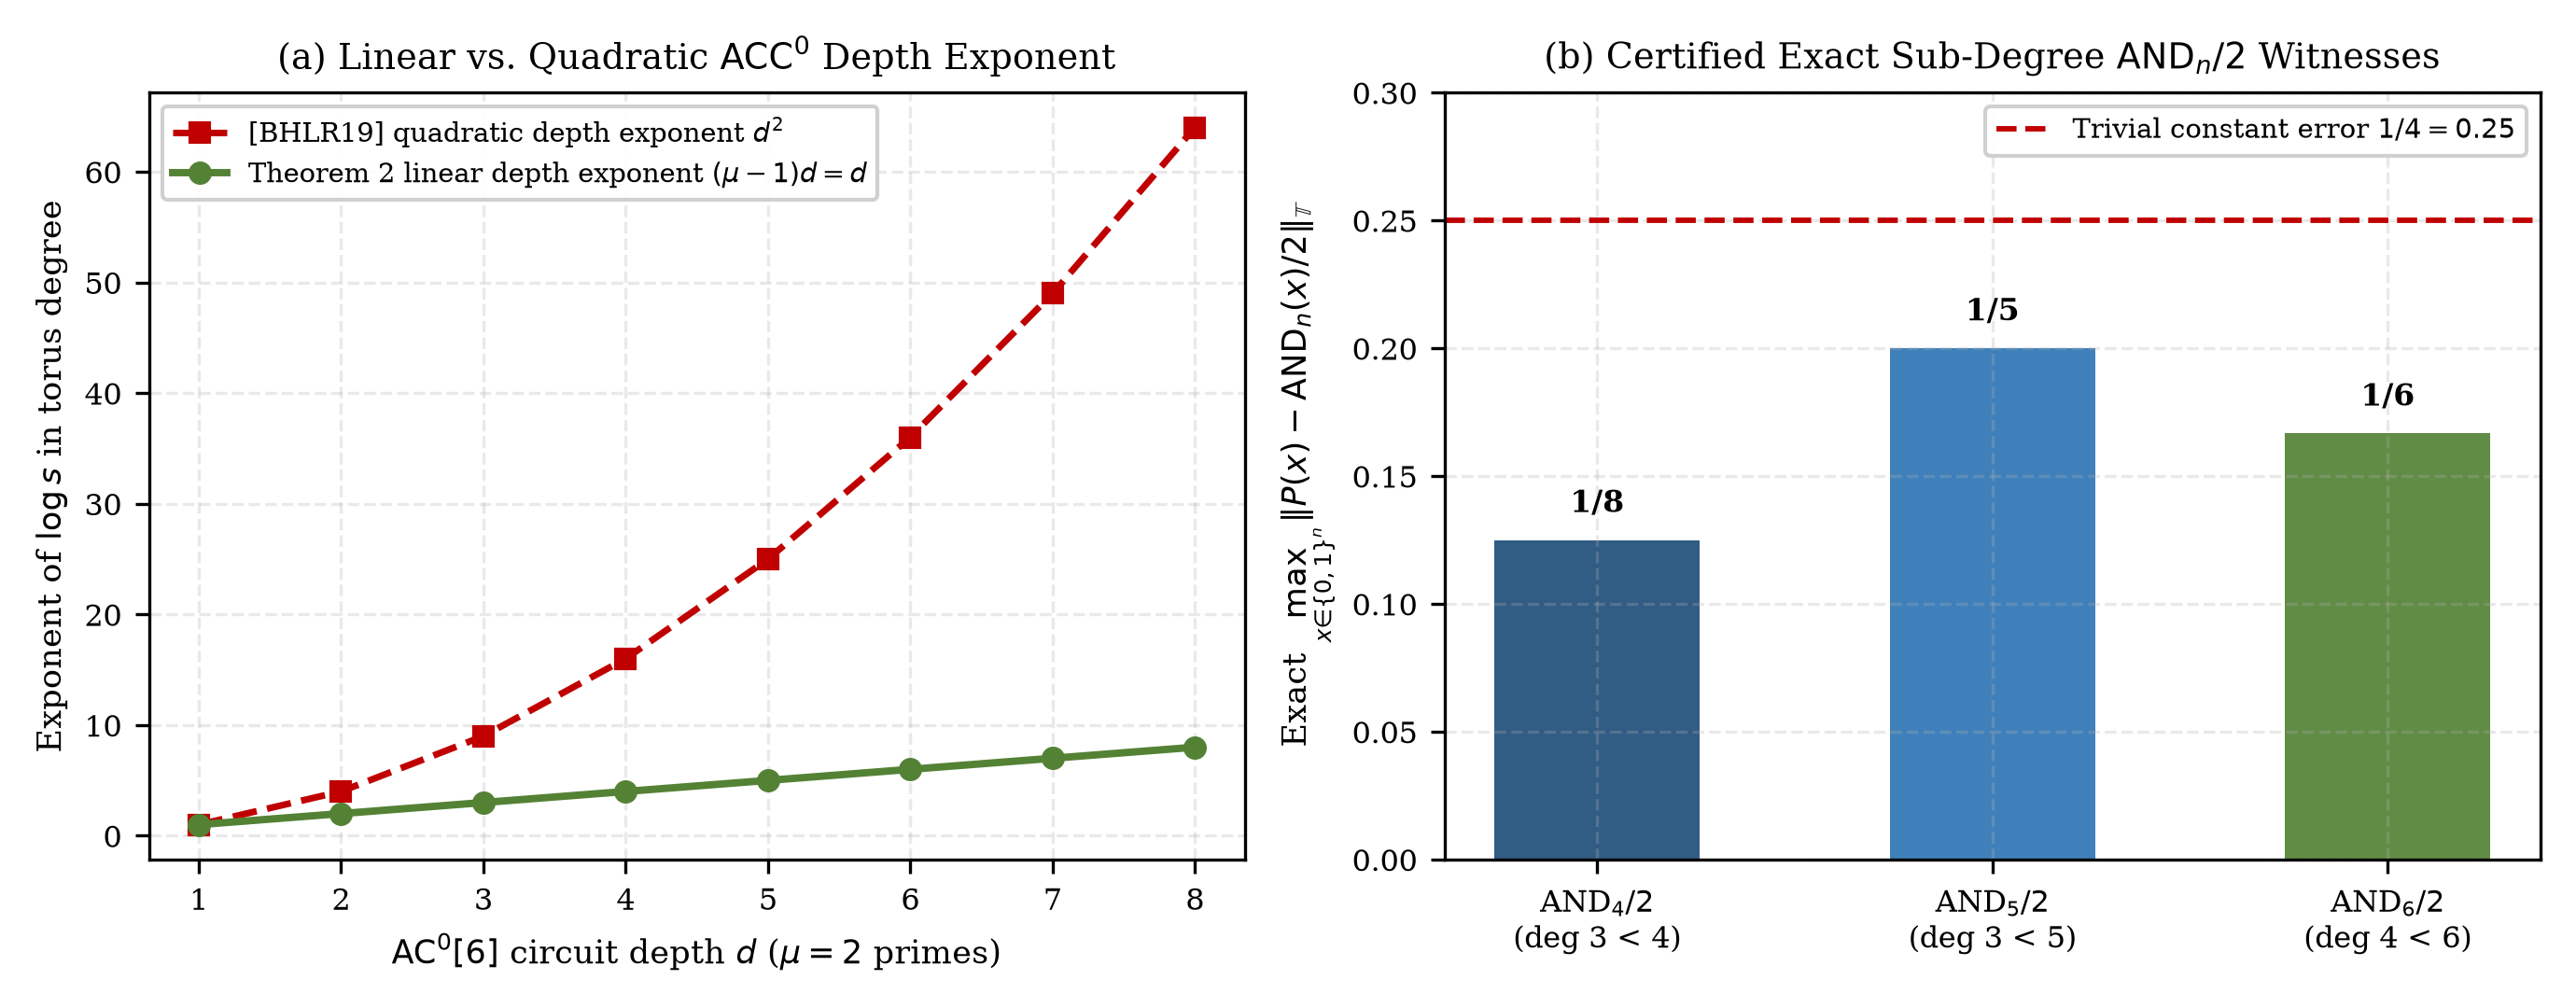 (a) Linear vs. Quadratic ACC⁰ Depth Exponent
[BHLR19] quadratic depth exponent d²
Theorem 2 linear depth exponent (μ − 1)d = d
Exponent of log s in torus degree
60
50
40
30
20
10
0
1 2 3 4 5 6 7 8
AC⁰[6] circuit depth d (μ = 2 primes)
(b) Certified Exact Sub-Degree ANDₙ/2 Witnesses
Trivial constant error 1/4 = 0.25
Exact max ‖P(x) − ANDₙ(x)/2‖_𝕋
x∈{0,1}ⁿ
0.30
0.25
0.20
0.15
0.10
0.05
0.00
1/8
1/5
1/6
AND₄/2
(deg 3 < 4)
AND₅/2
(deg 3 < 5)
AND₆/2
(deg 4 < 6)